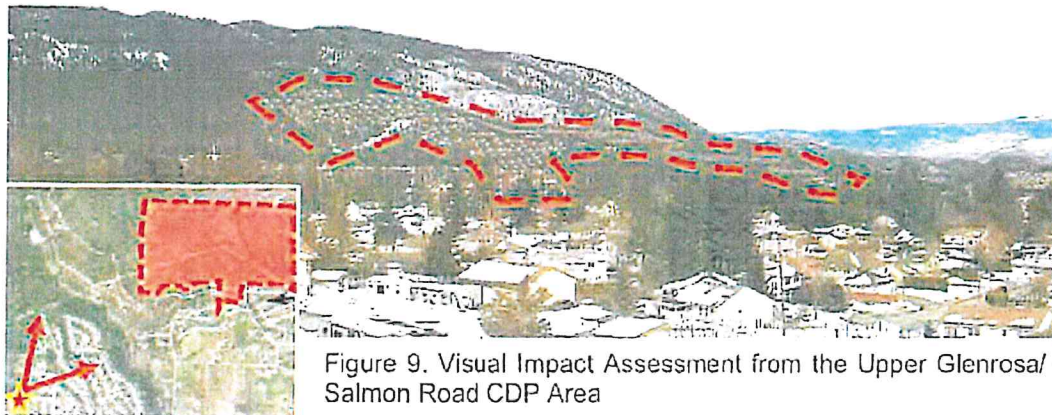 Figure 9. Visual Impact Assessment from the Upper Glenrosa/
Salmon Road CDP Area